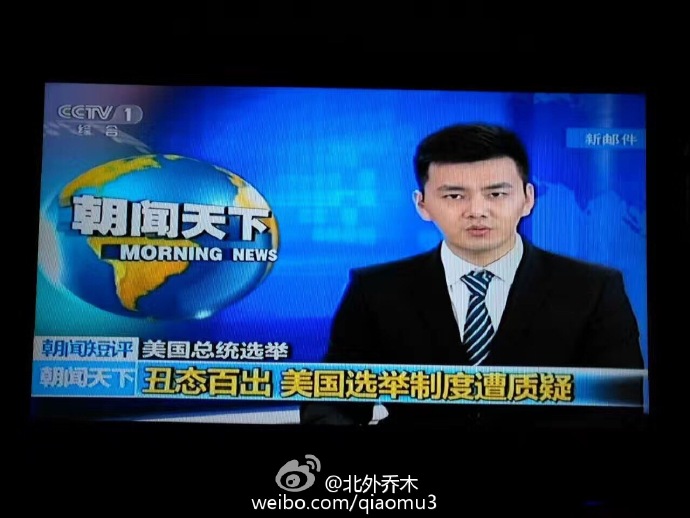 CCTV 1
综合
新邮件
朝闻天下
MORNING NEWS
朝闻短评 美国总统选举
朝闻天下 丑态百出 美国选举制度遭质疑
@北外乔木
weibo.com/qiaomu3